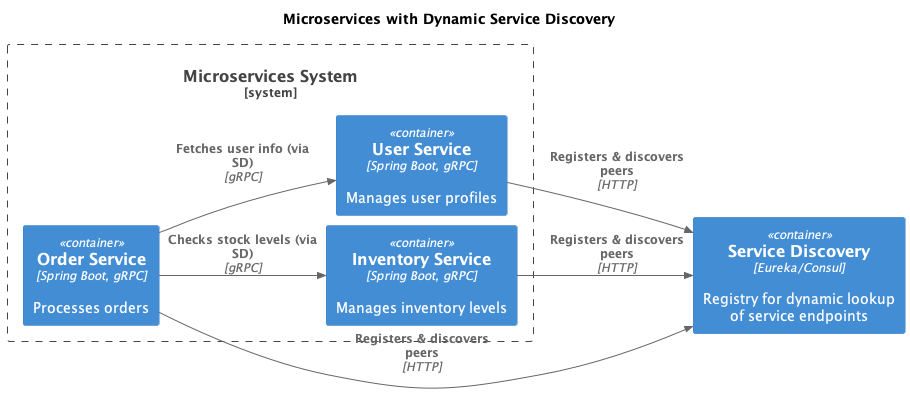 Microservices with Dynamic Service Discovery
Microservices System
[system]
«container»
User Service
[Spring Boot, gRPC]
Manages user profiles
Fetches user info (via
SD)
[gRPC]
Registers & discovers
peers
[HTTP]
«container»
Order Service
[Spring Boot, gRPC]
Processes orders
Checks stock levels (via
SD)
[gRPC]
«container»
Inventory Service
[Spring Boot, gRPC]
Manages inventory levels
Registers & discovers
peers
[HTTP]
«container»
Service Discovery
[Eureka/Consul]
Registry for dynamic lookup
of service endpoints
Registers & discovers
peers
[HTTP]